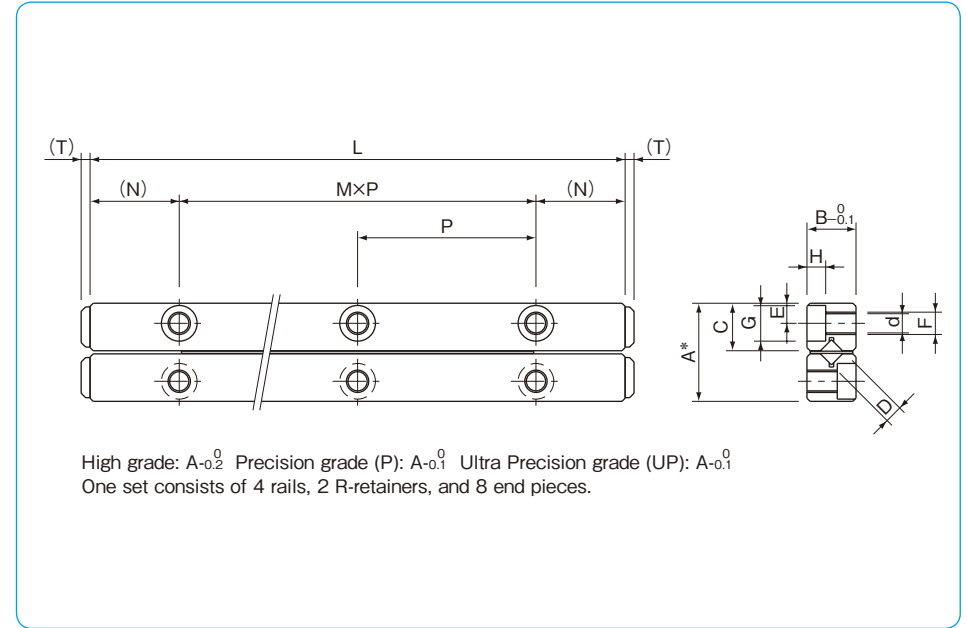 (T) L (T)
(N) M×P (N)
P
B-0.1 0
H
A* C G E d F
D
High grade: A-0.2 0 Precision grade (P): A-0.1 0 Ultra Precision grade (UP): A-0.1 0
One set consists of 4 rails, 2 R-retainers, and 8 end pieces.